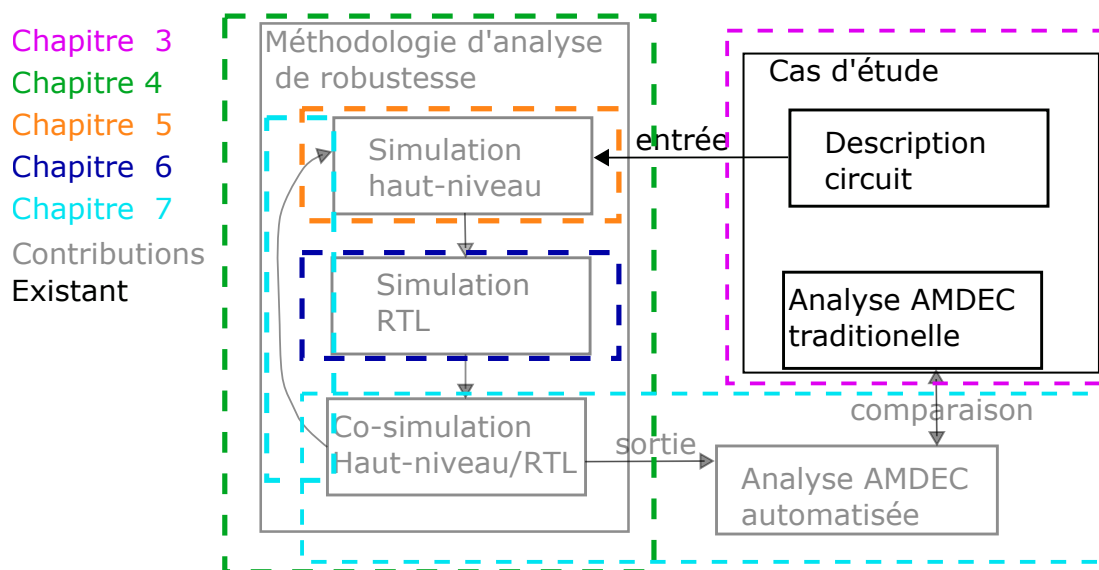 Chapitre 3
Chapitre 4
Chapitre 5
Chapitre 6
Chapitre 7
Contributions
Existant
Méthodologie d'analyse
de robustesse
Simulation
haut-niveau
Simulation
RTL
Co-simulation
Haut-niveau/RTL
entrée
sortie
Cas d'étude
Description
circuit
Analyse AMDEC
traditionelle
comparaison
Analyse AMDEC
automatisée